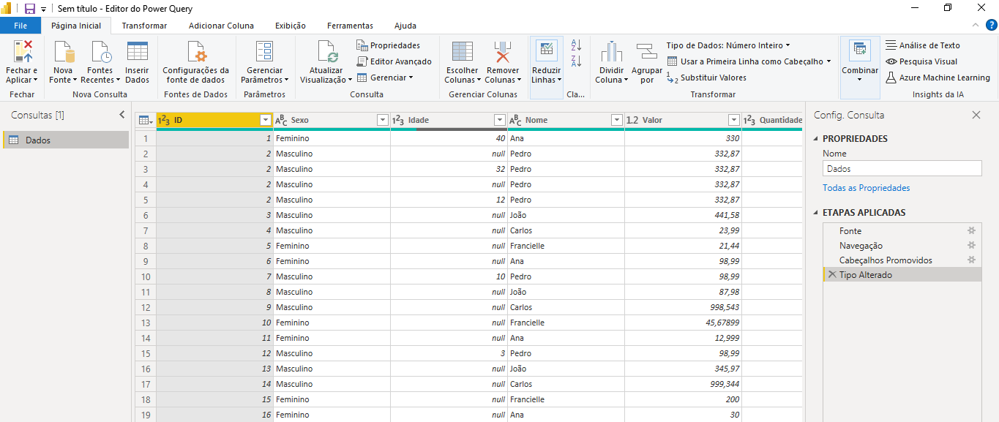 Sem título - Editor do Power Query
File Página Inicial Transformar Adicionar Coluna Exibição Ferramentas Ajuda
Fechar e Aplicar
Fechar
Nova Fonte
Fontes Recentes
Inserir Dados
Nova Consulta
Configurações da fonte de dados
Fontes de Dados
Gerenciar Parâmetros
Parâmetros
Atualizar Visualização
Propriedades
Editor Avançado
Gerenciar
Consulta
Escolher Colunas
Remover Colunas
Gerenciar Colunas
Reduzir Linhas
Cla...
Dividir Coluna
Agrupar por
Tipo de Dados: Número Inteiro
Usar a Primeira Linha como Cabeçalho
Substituir Valores
Transformar
Combinar
Análise de Texto
Pesquisa Visual
Azure Machine Learning
Insights da IA
Consultas [1]
Dados
123 ID ABC Sexo 123 Idade ABC Nome 1.2 Valor 123 Quantidade
1 1 Feminino 40 Ana 330
2 2 Masculino null Pedro 332,87
3 2 Masculino 32 Pedro 332,87
4 2 Masculino null Pedro 332,87
5 2 Masculino 12 Pedro 332,87
6 3 Masculino null João 441,58
7 4 Masculino null Carlos 23,99
8 5 Feminino null Francielle 21,44
9 6 Feminino null Ana 98,99
10 7 Masculino 10 Pedro 98,99
11 8 Masculino null João 87,98
12 9 Masculino null Carlos 998,543
13 10 Feminino null Francielle 45,67899
14 11 Feminino null Ana 12,999
15 12 Masculino 3 Pedro 98,99
16 13 Masculino null João 345,97
17 14 Masculino null Carlos 999,344
18 15 Feminino null Francielle 200
19 16 Feminino null Ana 30
Config. Consulta
PROPRIEDADES
Nome
Dados
Todas as Propriedades
ETAPAS APLICADAS
Fonte
Navegação
Cabeçalhos Promovidos
Tipo Alterado